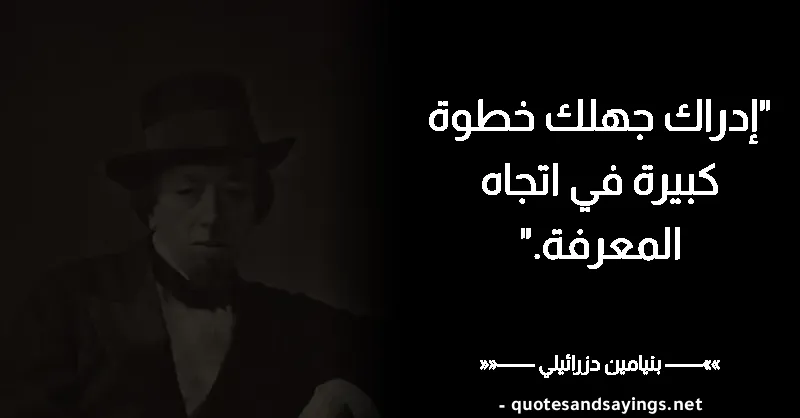 "إدراك جهلك خطوة
كبيرة في اتجاه
المعرفة."
»»—— بنيامين دزرائيلي ——««
- quotesandsayings.net